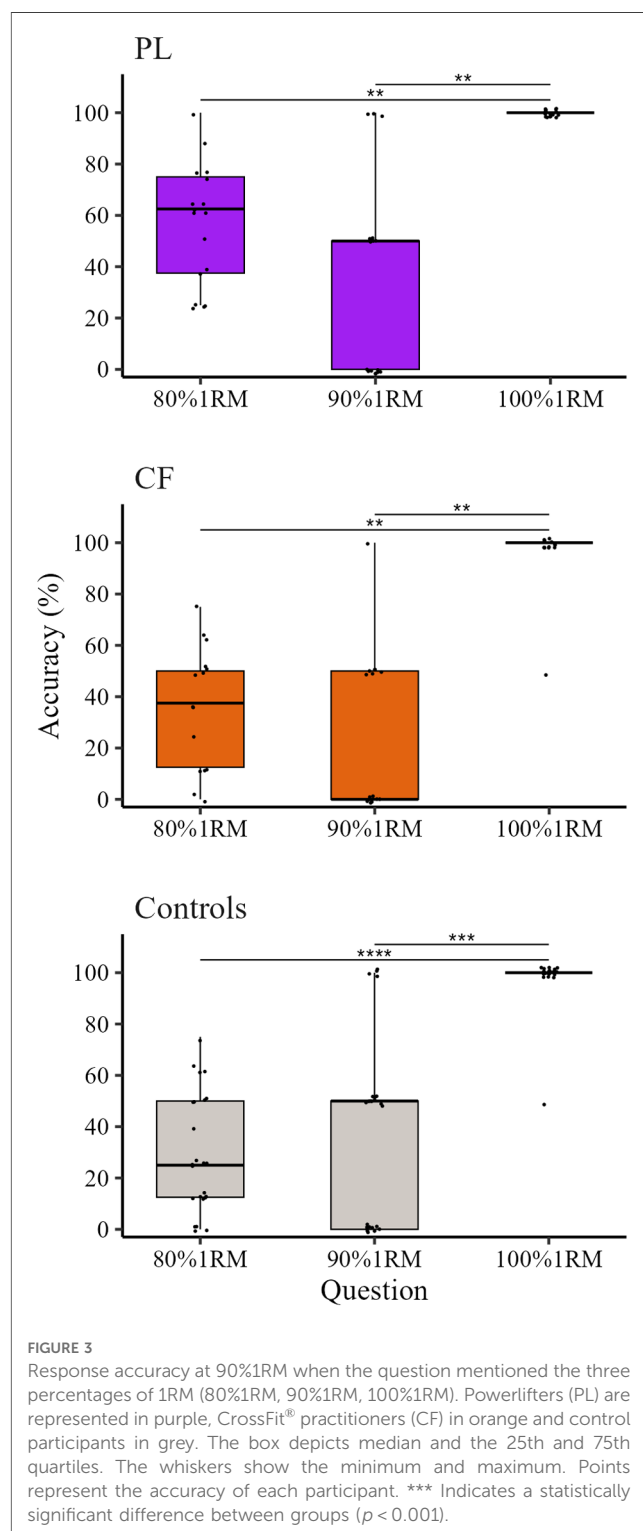 PL
**
**
100
80
60
40
20
0
80%1RM 90%1RM 100%1RM
CF
**
**
100
80
60
40
20
0
80%1RM 90%1RM 100%1RM
Accuracy (%)
Controls
***
****
100
80
60
40
20
0
80%1RM 90%1RM 100%1RM
Question
FIGURE 3
Response accuracy at 90%1RM when the question mentioned the three
percentages of 1RM (80%1RM, 90%1RM, 100%1RM). Powerlifters (PL) are
represented in purple, CrossFit® practitioners (CF) in orange and control
participants in grey. The box depicts median and the 25th and 75th
quartiles. The whiskers show the minimum and maximum. Points
represent the accuracy of each participant. *** Indicates a statistically
significant difference between groups (p < 0.001).